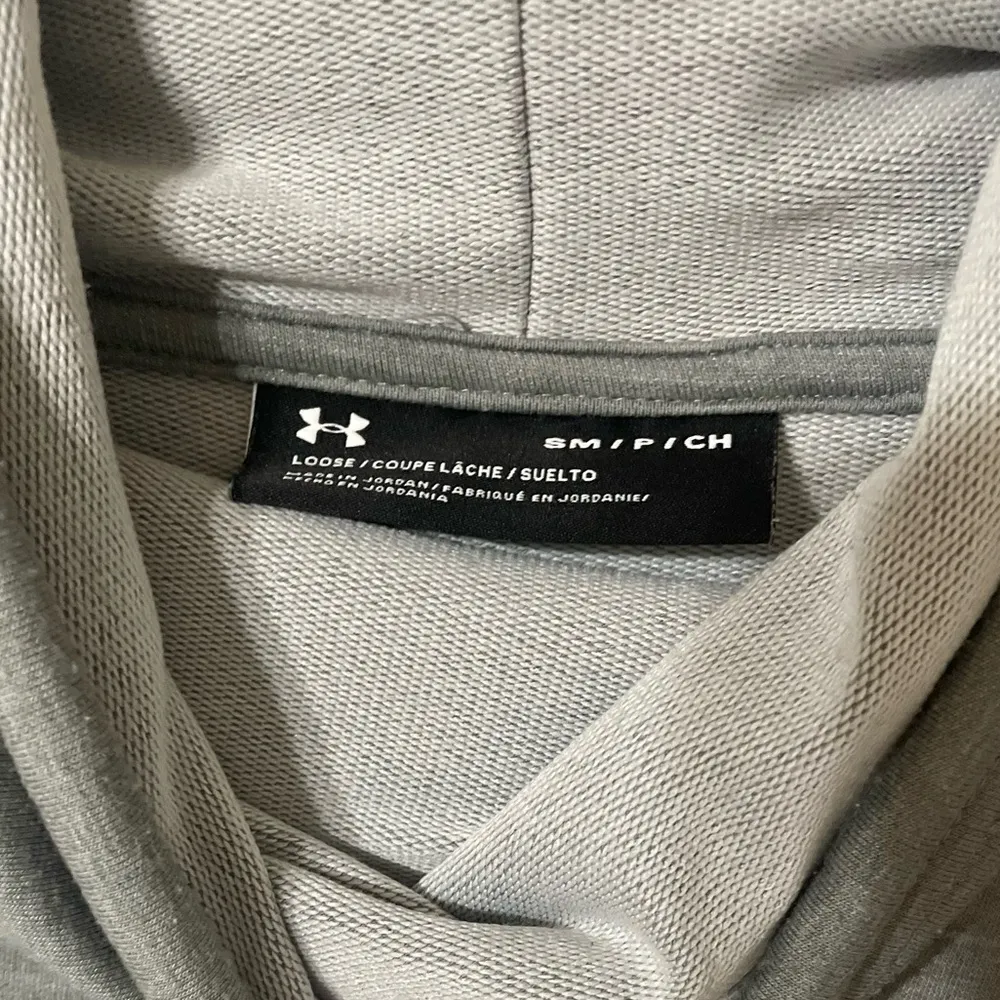 SM / P / CH
LOOSE / COUPE LÂCHE / SUELTO
MADE IN JORDAN / FABRIQUÉ EN JORDANIE/
HECHO EN JORDANIA